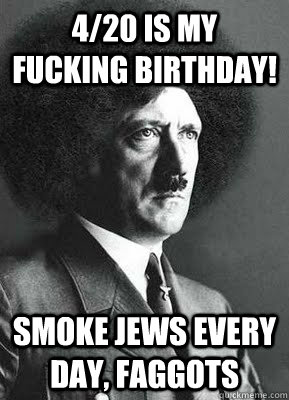 4/20 IS MY
FUCKING BIRTHDAY!
SMOKE JEWS EVERY
DAY, FAGGOTS
quickmeme.com